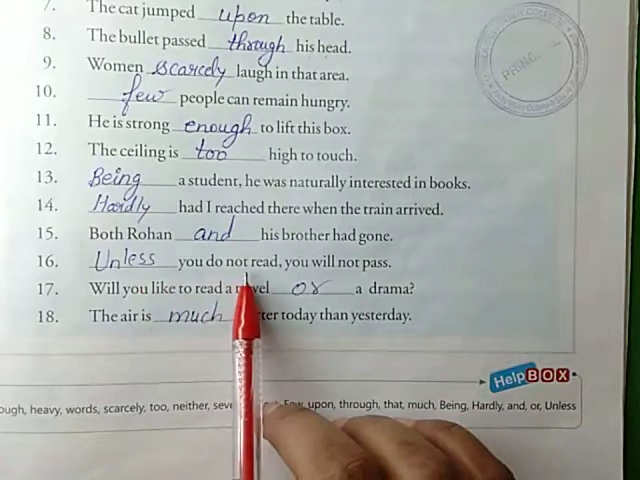 7. The cat jumped upon the table.
8. The bullet passed through his head.
9. Women scarcely laugh in that area.
10. few people can remain hungry.
11. He is strong enough to lift this box.
12. The ceiling is too high to touch.
13. Being a student, he was naturally interested in books.
14. Hardly had I reached there when the train arrived.
15. Both Rohan and his brother had gone.
16. Unless you do not read, you will not pass.
17. Will you like to read a novel or a drama?
18. The air is much today than yesterday.
Help BOX
heavy, words, scarcely, too, neither, Few, upon, through, that, much, Being, Hardly, and, or, Unless